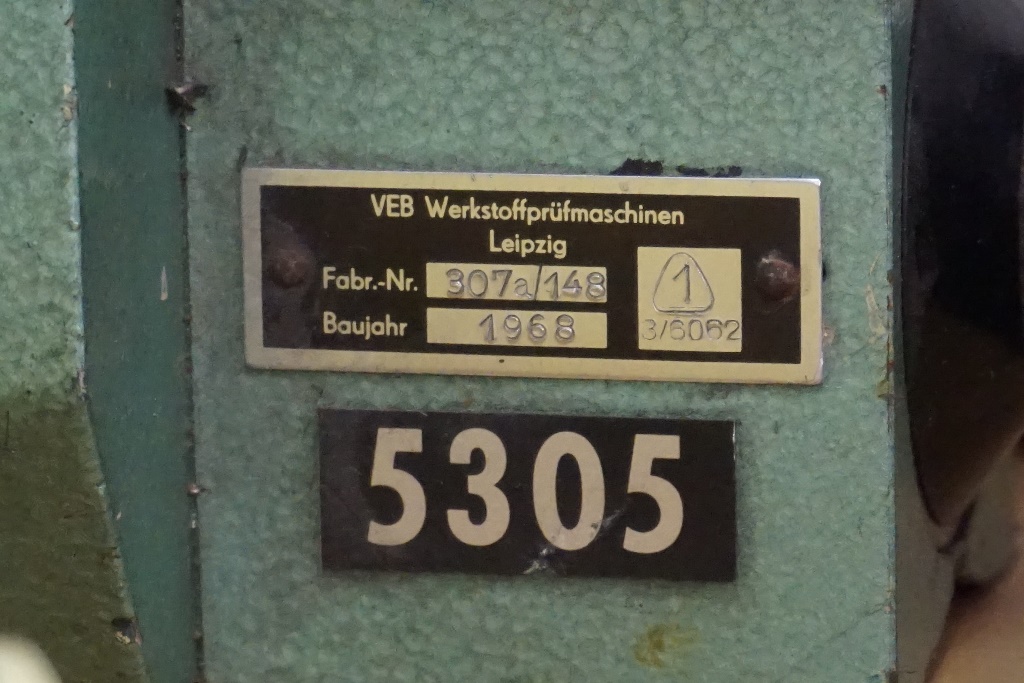 VEB Werkstoffprüfmaschinen
Leipzig
Fabr.-Nr. 307a/148
Baujahr 1968
1
3/6062
5305